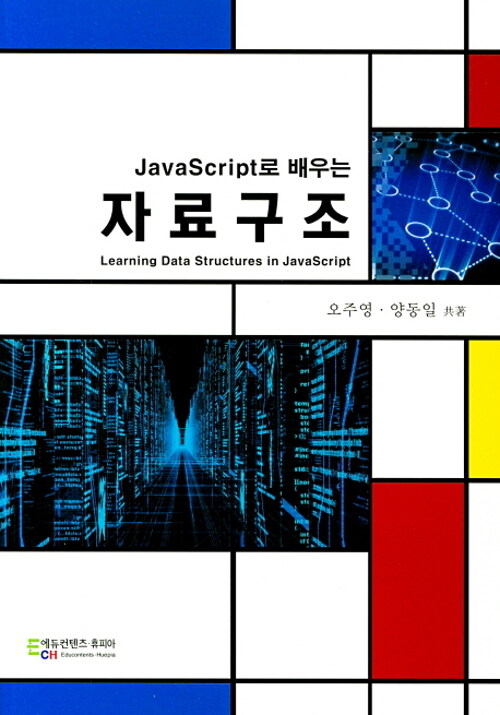 JavaScript로 배우는
자료구조
Learning Data Structures in JavaScript
오주영 · 양동일 共著
에듀컨텐츠·휴피아
ECH Educontents·Huepia